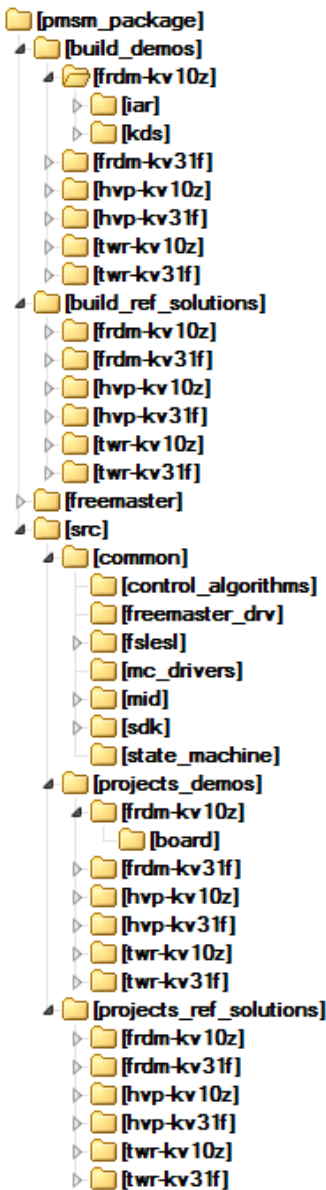 [pmsm_package]
[build_demos]
[frdm-kv10z]
[iar]
[kds]
[frdm-kv31f]
[hvp-kv10z]
[hvp-kv31f]
[twr-kv10z]
[twr-kv31f]
[build_ref_solutions]
[frdm-kv10z]
[frdm-kv31f]
[hvp-kv10z]
[hvp-kv31f]
[twr-kv10z]
[twr-kv31f]
[freemaster]
[src]
[common]
[control_algorithms]
[freemaster_drv]
[fslesl]
[mc_drivers]
[mid]
[sdk]
[state_machine]
[projects_demos]
[frdm-kv10z]
[board]
[frdm-kv31f]
[hvp-kv10z]
[hvp-kv31f]
[twr-kv10z]
[twr-kv31f]
[projects_ref_solutions]
[frdm-kv10z]
[frdm-kv31f]
[hvp-kv10z]
[hvp-kv31f]
[twr-kv10z]
[twr-kv31f]